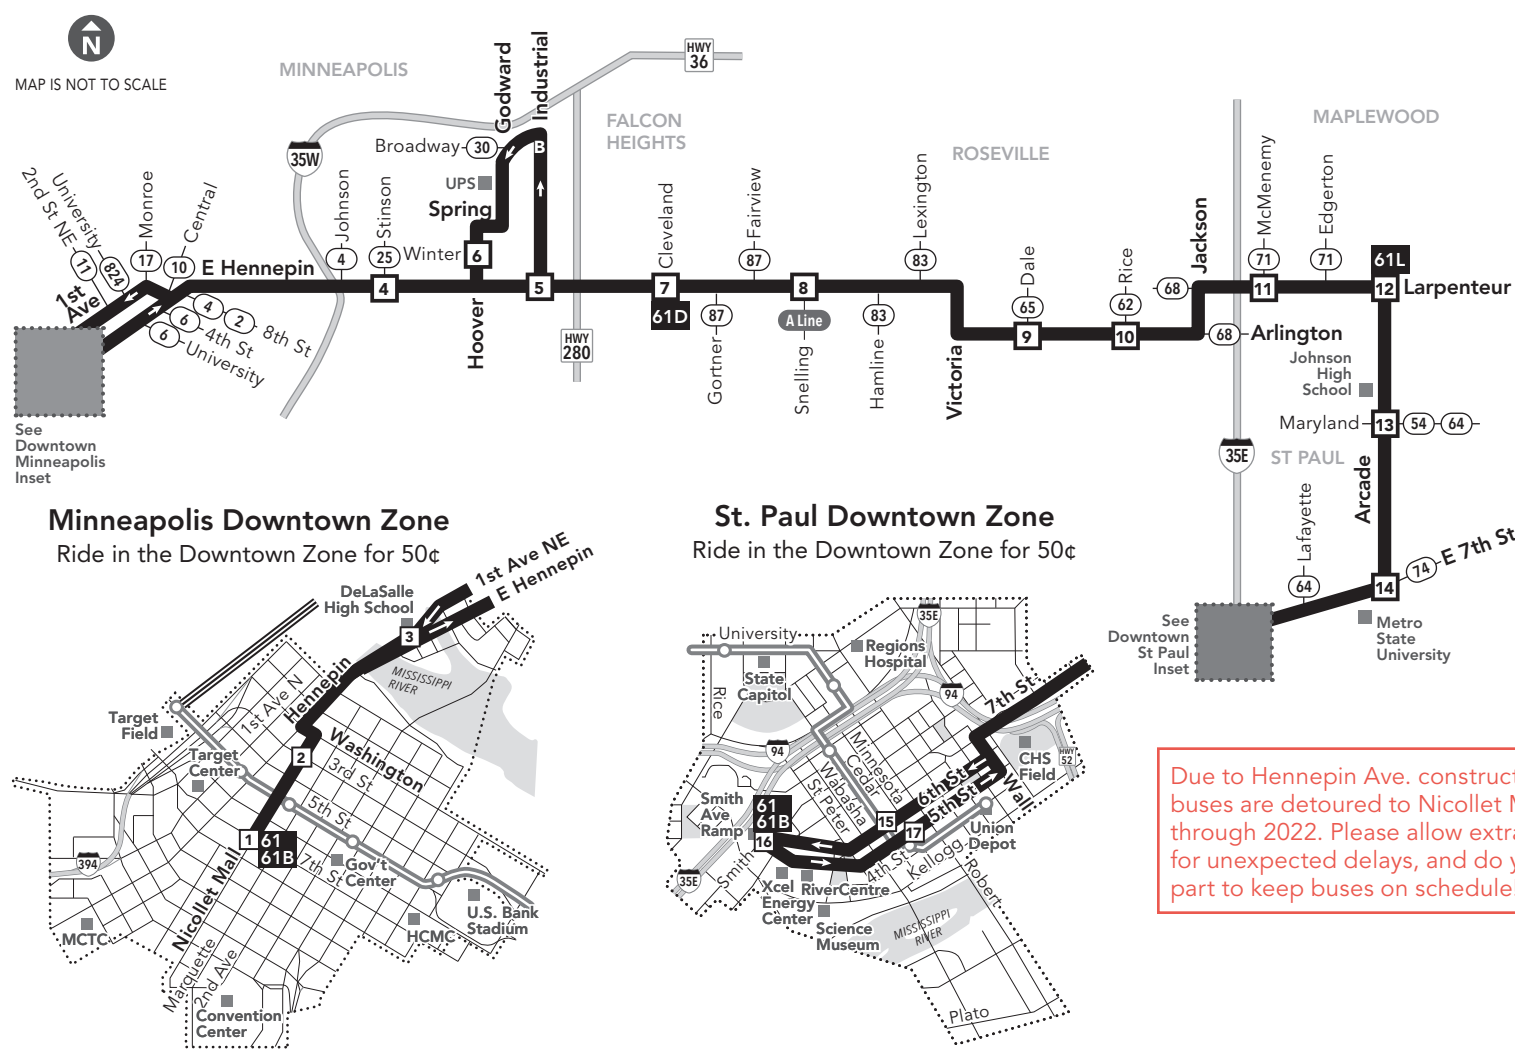 N
MAP IS NOT TO SCALE
MINNEAPOLIS
HWY
36
Godward
Industrial
FALCON
HEIGHTS
ROSEVILLE
MAPLEWOOD
35W
Broadway
30
B
UPS
Spring
Winter
6
University
2nd St NE
11
824
Monroe
17
Central
10
1st
Ave
E Hennepin
Johnson
4
Stinson
25
4
5
Hoover
HWY
280
4
2
8th St
6
4th St
6
University
Cleveland
7
61D
Gortner
87
Fairview
87
8
A Line
Snelling
Hamline
83
Lexington
83
Victoria
Dale
65
9
Rice
62
10
Jackson
68
68
Arlington
McMenemy
71
11
Edgerton
71
61L
12
Larpenteur
Johnson
High
School
Maryland
13
54
64
35E
ST PAUL
Arcade
Lafayette
64
14
74
E 7th St
Metro
State
University
See
Downtown
St Paul
Inset
See
Downtown
Minneapolis
Inset
Minneapolis Downtown Zone
Ride in the Downtown Zone for 50¢
DeLaSalle
High School
1st Ave NE
E Hennepin
3
MISSISSIPPI
RIVER
Hennepin
1st Ave N
Target
Field
Target
Center
2
Washington
3rd St
5th St
1
61
61B
7th St
Gov't
Center
394
Nicollet Mall
MCTC
Marquette
2nd Ave
HCMC
U.S. Bank
Stadium
Convention
Center
St. Paul Downtown Zone
Ride in the Downtown Zone for 50¢
University
35E
Regions
Hospital
State
Capitol
Rice
94
7th St
94
Minnesota
Cedar
Wabasha
St Peter
CHS
Field
HWY
52
Smith
Ave
Ramp
61
61B
16
6th St
5th St
Wall
15
17
Union
Depot
4th St
Kellogg
Robert
35E
Smith
Xcel
Energy
Center
RiverCentre
Science
Museum
MISSISSIPPI
RIVER
Plato
Due to Hennepin Ave. construct
buses are detoured to Nicollet M
through 2022. Please allow extra
for unexpected delays, and do y
part to keep buses on schedule.